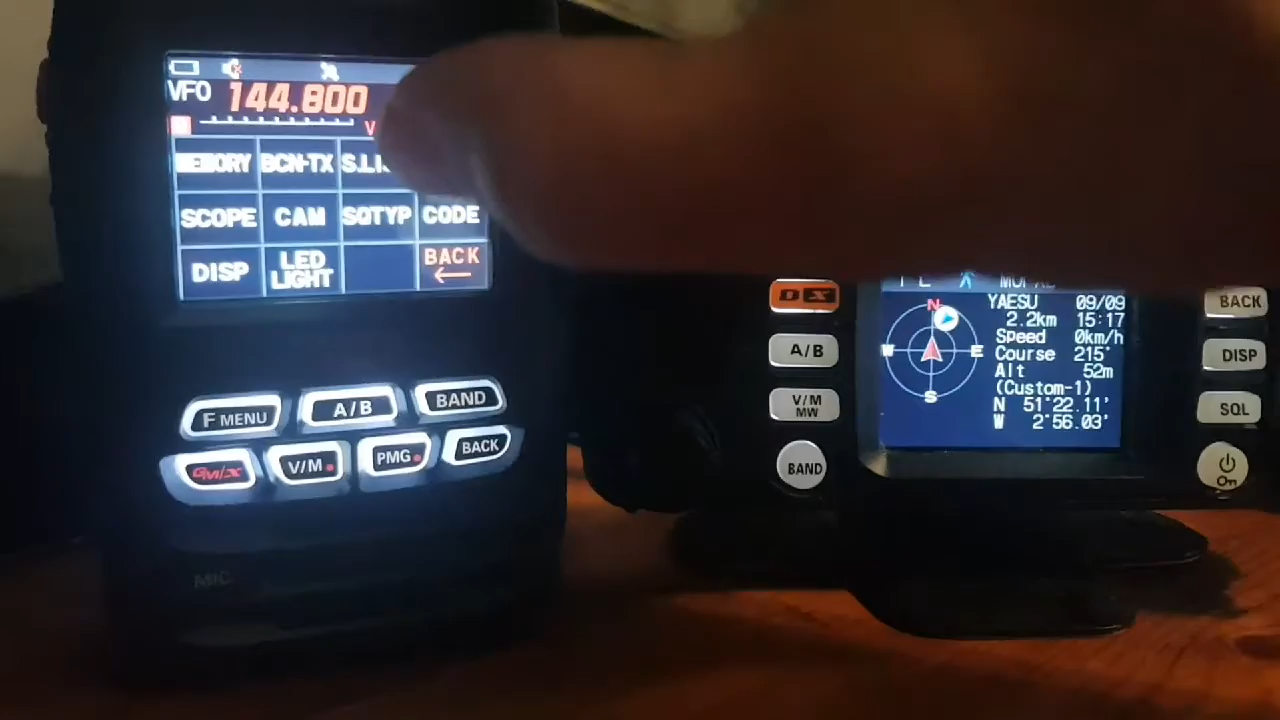 VFO 144.800
MEMORY BCN-TX
SCOPE CAM SQTYP CODE
DISP LED LIGHT BACK
F MENU A/B BAND
GM/X V/M PMG BACK
MIC
DX
A/B
V/M
MW
BAND
YAESU 09/09
2.2km 15:17
Speed 0km/h
Course 215°
Alt 52m
(Custom-1)
N 51°22.11'
W 2°56.03'
N
W E
S
BACK
DISP
SQL